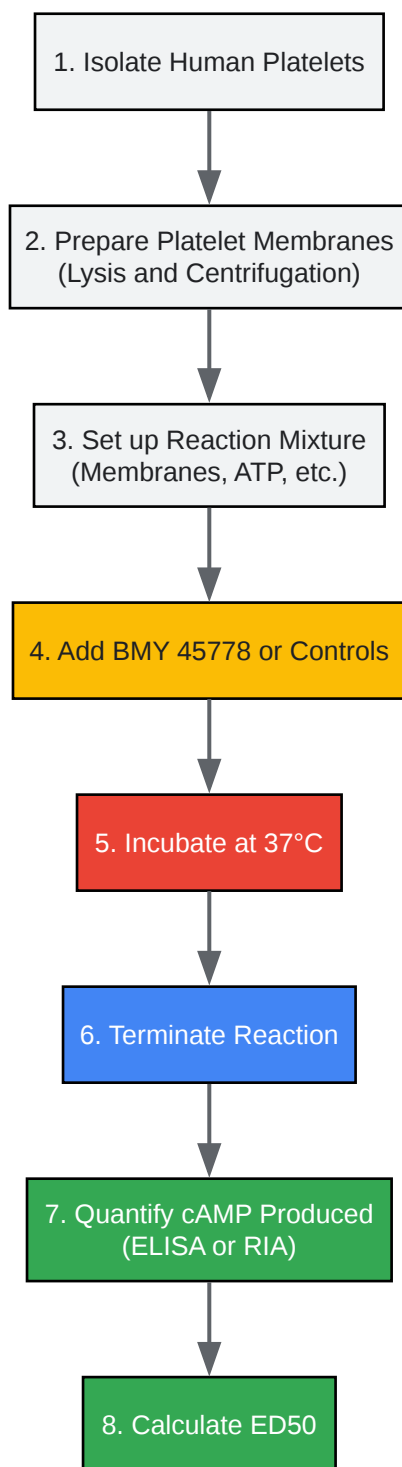 1. Isolate Human Platelets
2. Prepare Platelet Membranes
(Lysis and Centrifugation)
3. Set up Reaction Mixture
(Membranes, ATP, etc.)
4. Add BMY 45778 or Controls
5. Incubate at 37°C
6. Terminate Reaction
7. Quantify cAMP Produced
(ELISA or RIA)
8. Calculate ED50